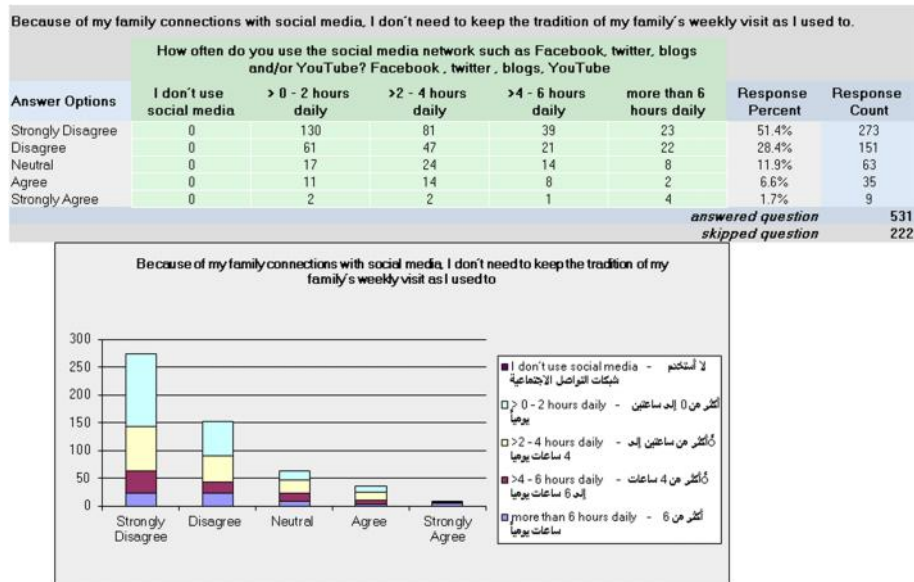 Because of my family connections with social media, I don't need to keep the tradition of my family's weekly visit as I used to.
How often do you use the social media network such as Facebook, twitter, blogs
and/or YouTube? Facebook , twitter , blogs, YouTube
Answer Options
I don't use social media
> 0 - 2 hours daily
>2 - 4 hours daily
>4 - 6 hours daily
more than 6 hours daily
Response Percent
Response Count
Strongly Disagree 0 130 81 39 23 51.4% 273
Disagree 0 61 47 21 22 28.4% 151
Neutral 0 17 24 14 8 11.9% 63
Agree 0 11 14 8 2 6.6% 35
Strongly Agree 0 2 2 1 4 1.7% 9
answered question 531
skipped question 222
Because of my family connections with social media, I don't need to keep the tradition of my
family's weekly visit as I used to
300
250
200
150
100
50
0
Strongly Disagree
Disagree
Neutral
Agree
Strongly Agree
I don't use social media - لا أستخدم
شبكات التواصل الاجتماعية
> 0 - 2 hours daily - أكثر من 0 إلى ساعتين
يومياً
>2 - 4 hours daily - أكثر من ساعتين إلى
4 ساعات يومياً
>4 - 6 hours daily - أكثر من 4 ساعات
إلى 6 ساعات يومياً
more than 6 hours daily - أكثر من 6
ساعات يومياً